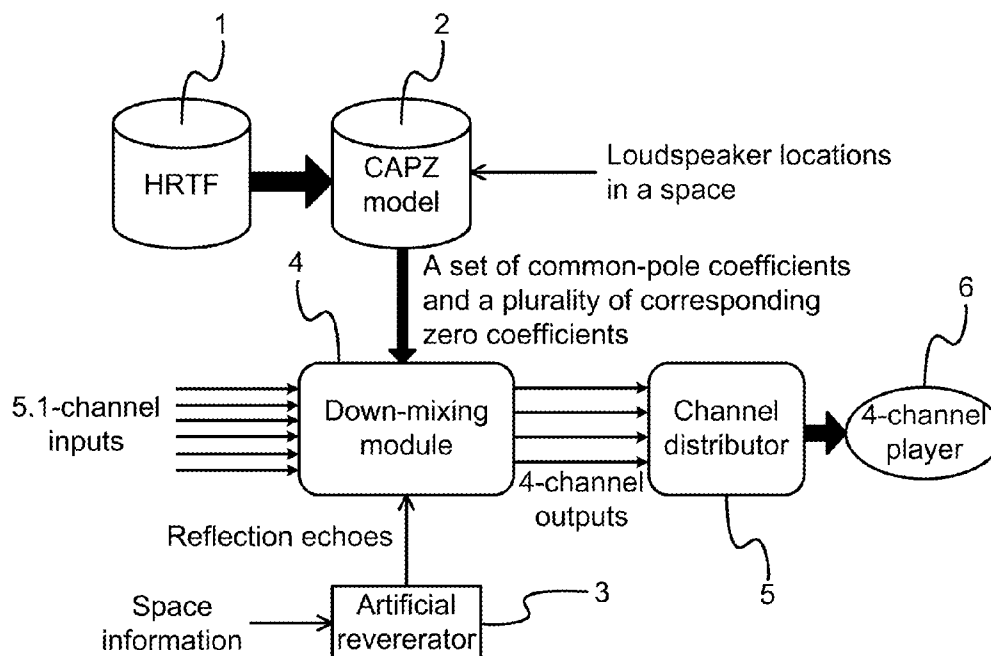 1
2
HRTF
CAPZ
model
Loudspeaker locations
in a space
4
A set of common-pole coefficients
and a plurality of corresponding
zero coefficients
6
5.1-channel
inputs
Down-mixing
module
4-channel
outputs
Channel
distributor
4-channel
player
Reflection echoes
5
Space
information
Artificial
revererator
3